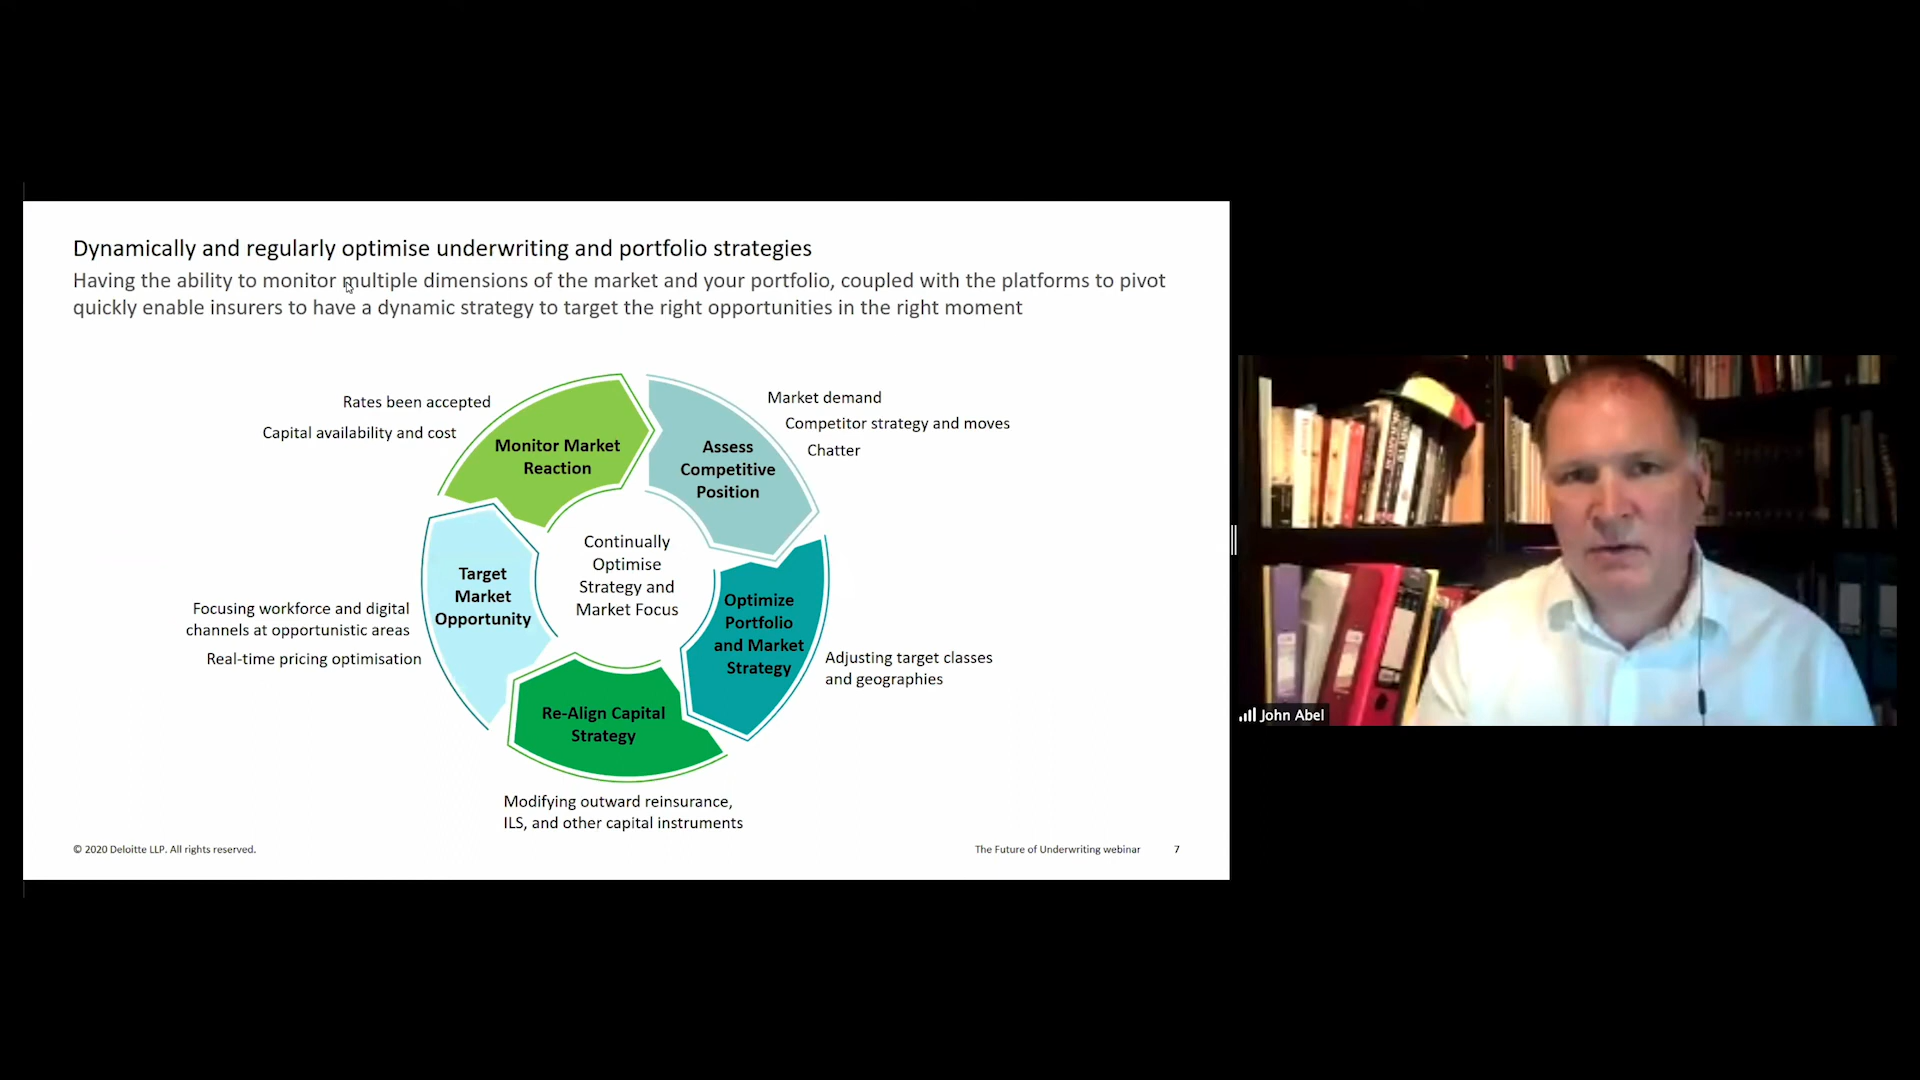 Dynamically and regularly optimise underwriting and portfolio strategies
Having the ability to monitor multiple dimensions of the market and your portfolio, coupled with the platforms to pivot
quickly enable insurers to have a dynamic strategy to target the right opportunities in the right moment
Rates been accepted
Capital availability and cost
Monitor Market
Reaction
Assess
Competitive
Position
Market demand
Competitor strategy and moves
Chatter
Continually
Optimise
Strategy and
Market Focus
Target
Market
Opportunity
Focusing workforce and digital
channels at opportunistic areas
Real-time pricing optimisation
Optimize
Portfolio
and Market
Strategy
Adjusting target classes
and geographies
Re-Align Capital
Strategy
Modifying outward reinsurance,
ILS, and other capital instruments
© 2020 Deloitte LLP. All rights reserved.
The Future of Underwriting webinar
7
John Abel